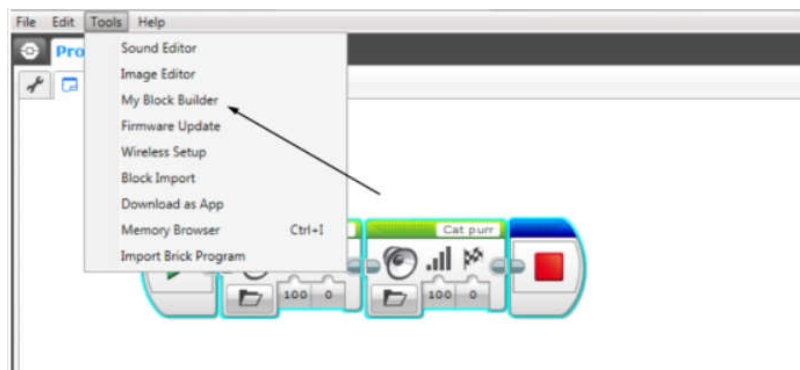 File Edit Tools Help
Pro
Sound Editor
Image Editor
My Block Builder
Firmware Update
Wireless Setup
Block Import
Download as App
Memory Browser Ctrl+I
Import Brick Program
Cat purr
100 0 100 0